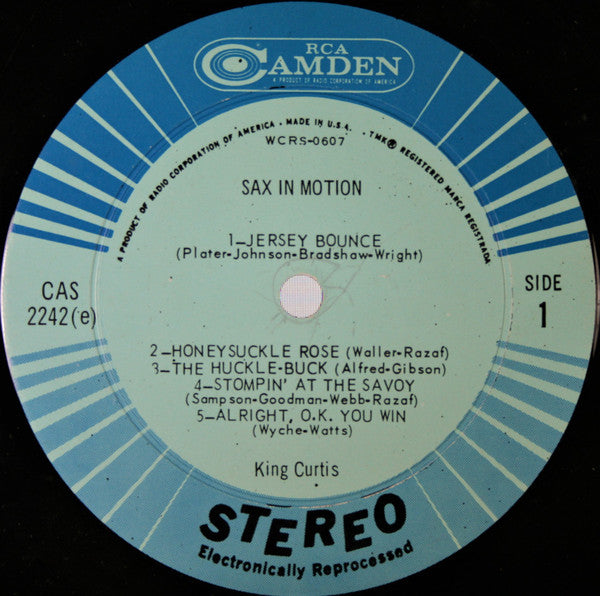 RCA
CAMDEN
A PRODUCT OF RADIO CORPORATION OF AMERICA
A PRODUCT OF RADIO CORPORATION OF AMERICA • MADE IN U.S.A. • TMK® REGISTERED MARCA REGISTRADA
WCRS-0607
SAX IN MOTION
1–JERSEY BOUNCE
(Plater-Johnson-Bradshaw-Wright)
CAS
2242(e)
SIDE
1
2–HONEYSUCKLE ROSE (Waller-Razaf)
3–THE HUCKLE-BUCK (Alfred-Gibson)
4–STOMPIN' AT THE SAVOY
(Sampson-Goodman-Webb-Razaf)
5–ALRIGHT, O.K. YOU WIN
(Wyche-Watts)
King Curtis
STEREO
Electronically Reprocessed